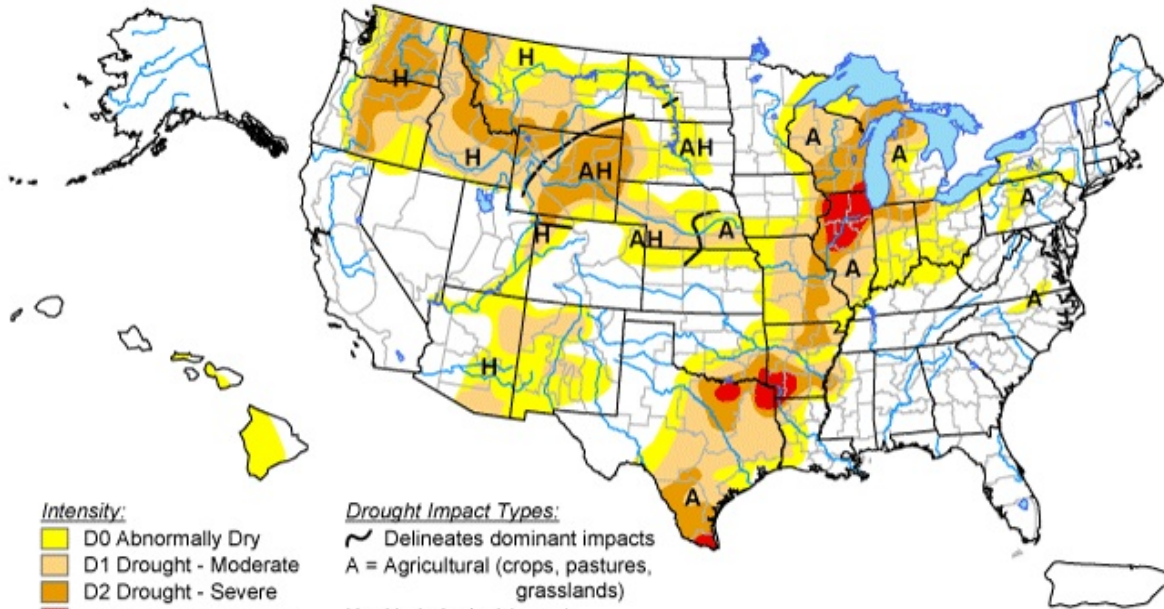 H
H
A
H
A
AH
AH
H
A
AH
A
A
A
H
A
Intensity:
D0 Abnormally Dry
D1 Drought - Moderate
D2 Drought - Severe
Drought Impact Types:
Delineates dominant impacts
A = Agricultural (crops, pastures,
grasslands)